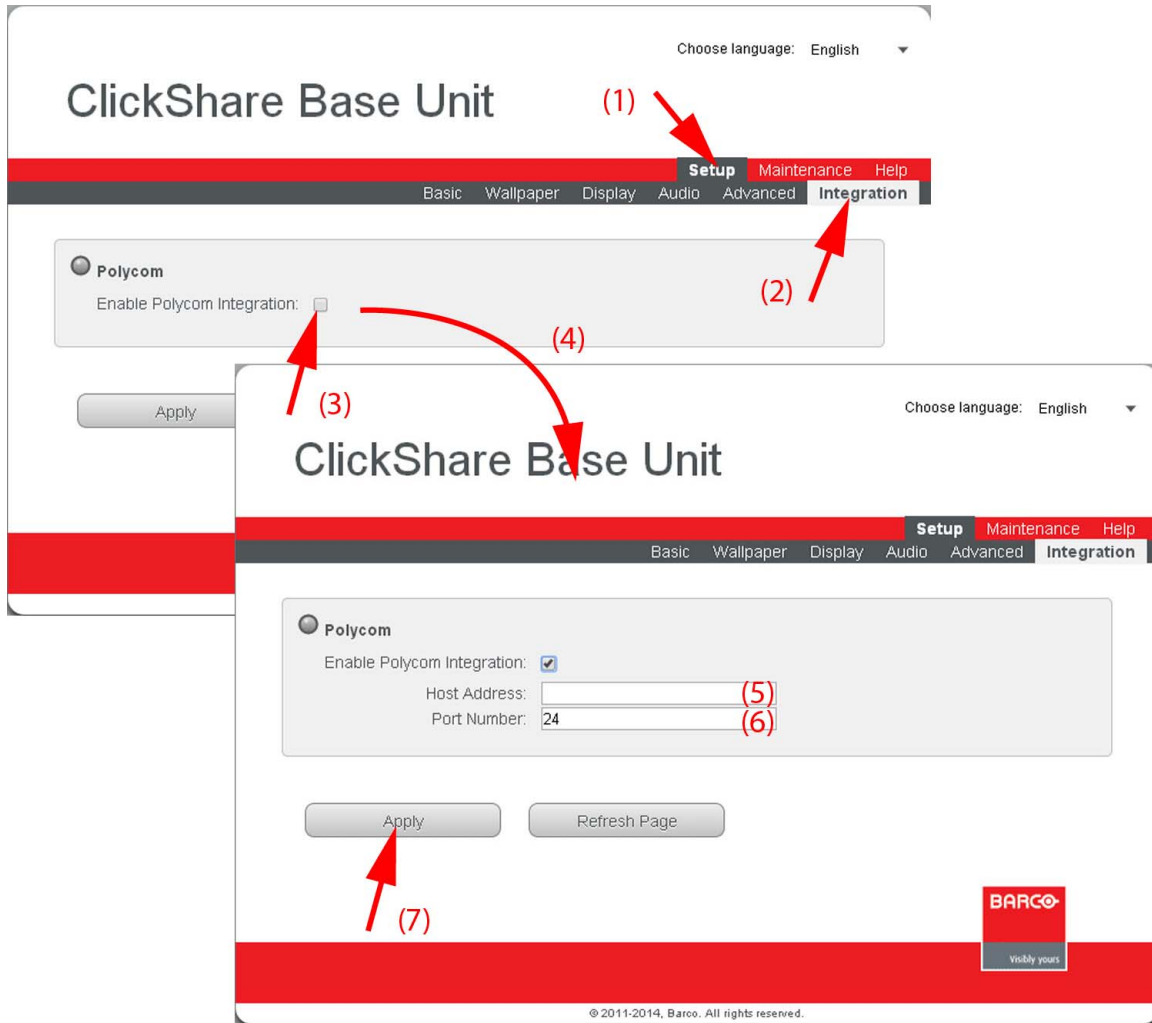 Choose language: English
ClickShare Base Unit
(1)
Setup Maintenance Help
Basic Wallpaper Display Audio Advanced Integration
Polycom
Enable Polycom Integration:
(2)
(4)
(3)
Apply
Choose language: English
ClickShare Base Unit
Setup Maintenance Help
Basic Wallpaper Display Audio Advanced Integration
Polycom
Enable Polycom Integration:
Host Address: (5)
Port Number: 24 (6)
Apply Refresh Page
(7)
BARCO
Visibly yours
© 2011-2014, Barco. All rights reserved.